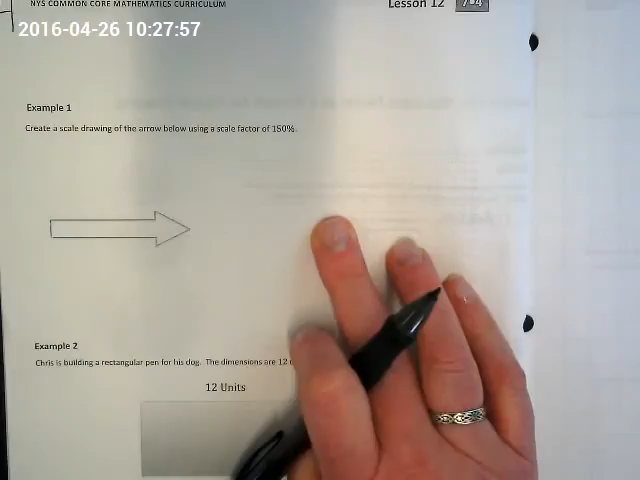 NYS COMMON CORE MATHEMATICS CURRICULUM
Lesson 12
7•4
2016-04-26 10:27:57
Example 1
Create a scale drawing of the arrow below using a scale factor of 150%.
Example 2
Chris is building a rectangular pen for his dog. The dimensions are 12
12 Units